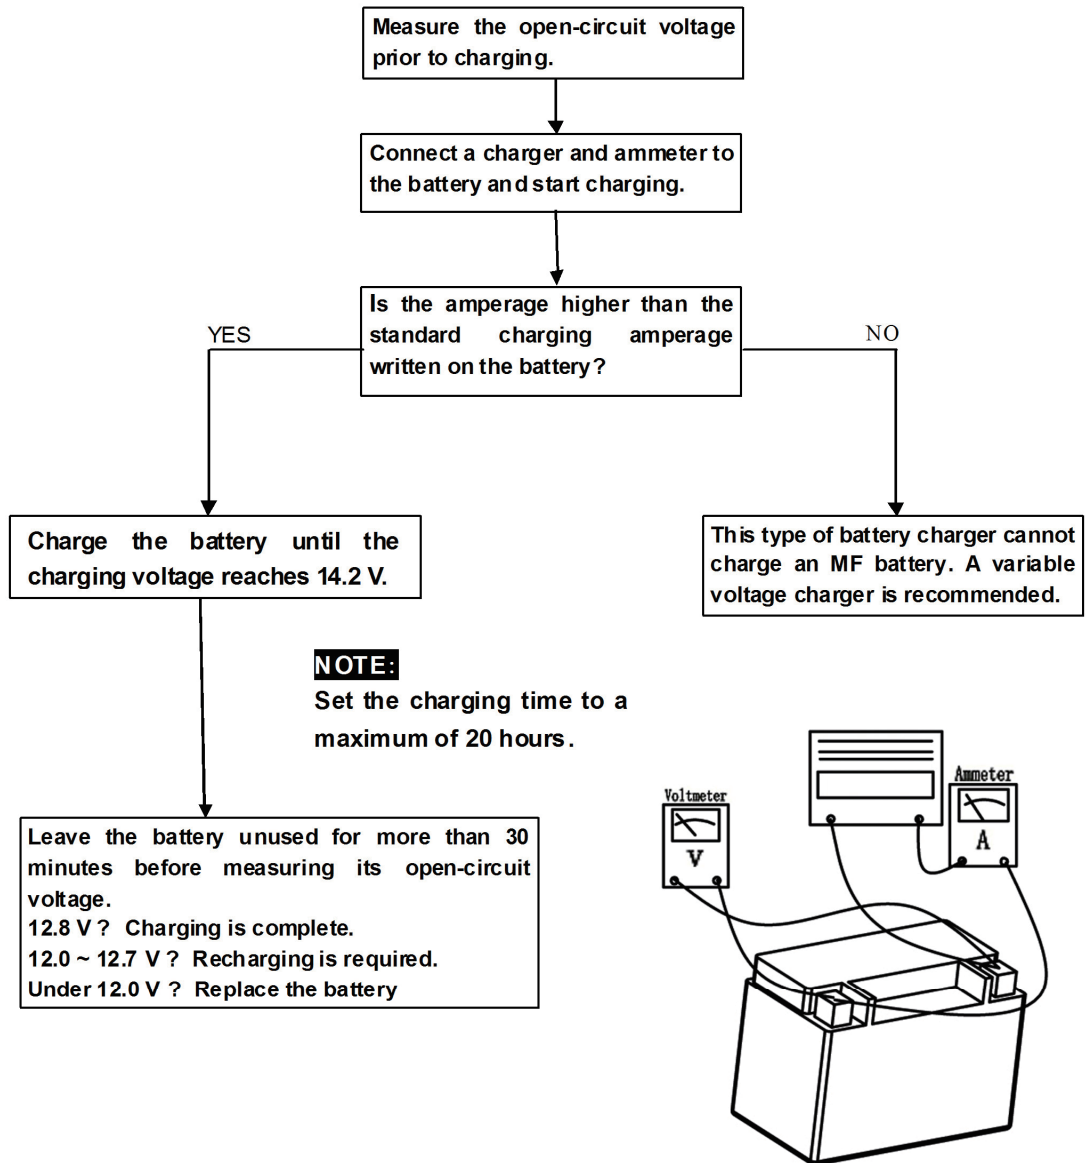 Measure the open-circuit voltage
prior to charging.
Connect a charger and ammeter to
the battery and start charging.
Is the amperage higher than the
standard charging amperage
written on the battery?
YES
NO
Charge the battery until the
charging voltage reaches 14.2 V.
This type of battery charger cannot
charge an MF battery. A variable
voltage charger is recommended.
NOTE:
Set the charging time to a
maximum of 20 hours.
Leave the battery unused for more than 30
minutes before measuring its open-circuit
voltage.
12.8 V ? Charging is complete.
12.0 ~ 12.7 V ? Recharging is required.
Under 12.0 V ? Replace the battery
Voltmeter
V
Ammeter
A